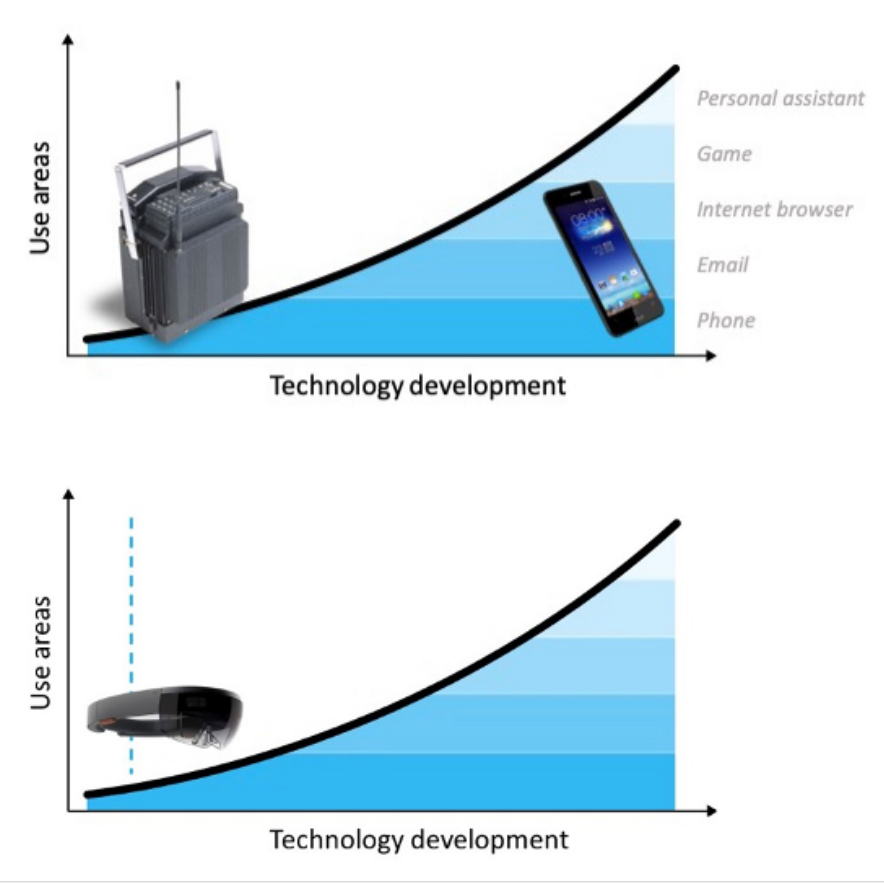 Use areas
Personal assistant
Game
Internet browser
Email
Phone
08:00
Technology development
Use areas
Technology development